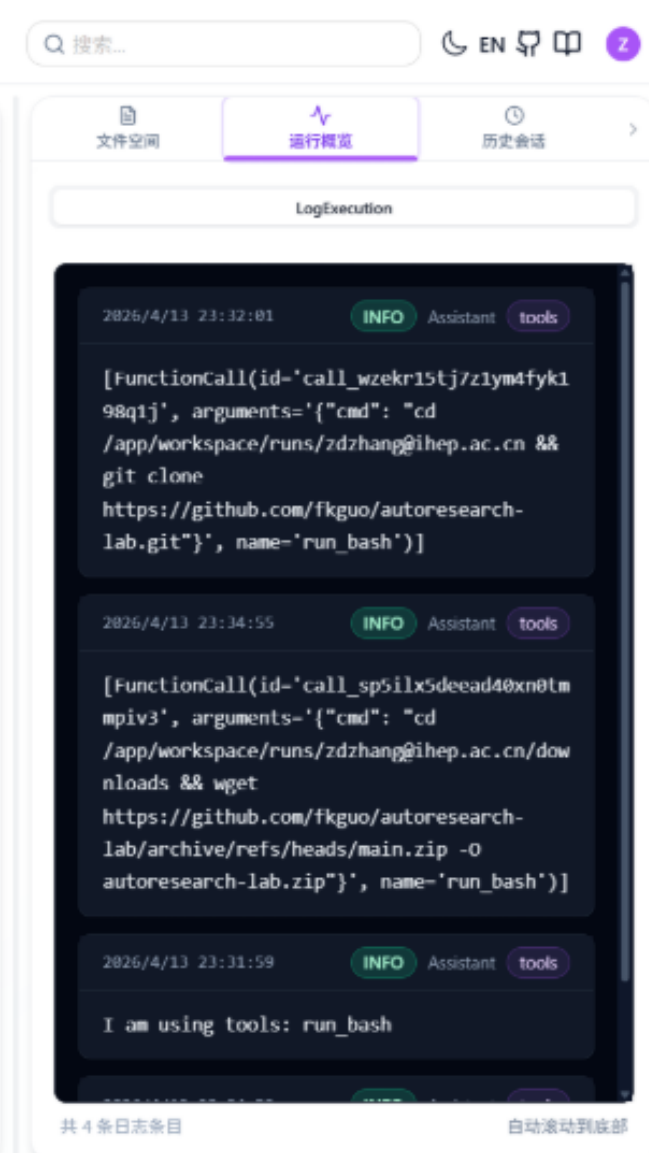 搜索...
EN
Z
文件空间
运行概览
历史会话
LogExecution
2026/4/13 23:32:01 INFO Assistant tools
[FunctionCall(id='call_wzekr15tj7z1ym4fyk1
98q1j', arguments='{"cmd": "cd
/app/workspace/runs/zdzhang@ihep.ac.cn &&
git clone
https://github.com/fkguo/autoresearch-
lab.git"}', name='run_bash')]
2026/4/13 23:34:55 INFO Assistant tools
[FunctionCall(id='call_sp5ilx5deead40xn0tm
mpiv3', arguments='{"cmd": "cd
/app/workspace/runs/zdzhang@ihep.ac.cn/dow
nloads && wget
https://github.com/fkguo/autoresearch-
lab/archive/refs/heads/main.zip -O
autoresearch-lab.zip"}', name='run_bash')]
2026/4/13 23:31:59 INFO Assistant tools
I am using tools: run_bash
共 4 条日志条目
自动滚动到底部